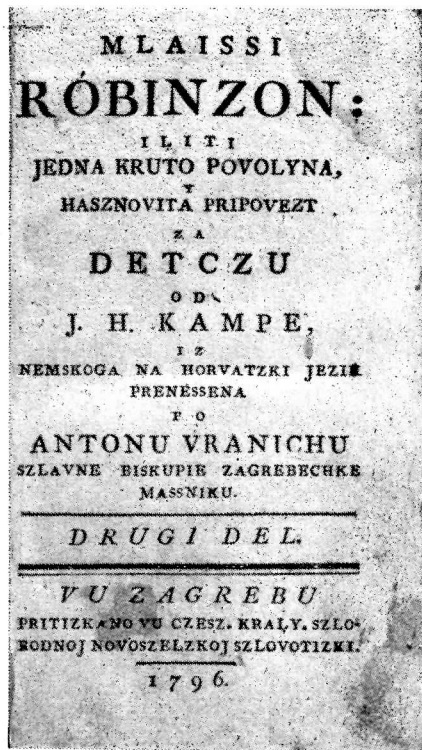 MLAISSI
RÓBINZON:
ILITI
JEDNA KRUTO POVOLYNA,
Y
HASZNOVITA PRIPOVEZT
ZA
DETCZU
OD
J. H. KAMPE,
IZ
NEMSKOGA NA HORVATZKI JEZIK
PRENÉSSENA
PO
ANTONU VRANICHU
SZLAVNE BISKUPIE ZAGREBECHKE
MASSNIKU.
DRUGI DEL.
VU ZAGREBU
PRITIZKANO VU CZESZ. KRALY. SZLO-
BODNOJ NOVOSZELZKOJ SZLOVOTIZKI.
1796.